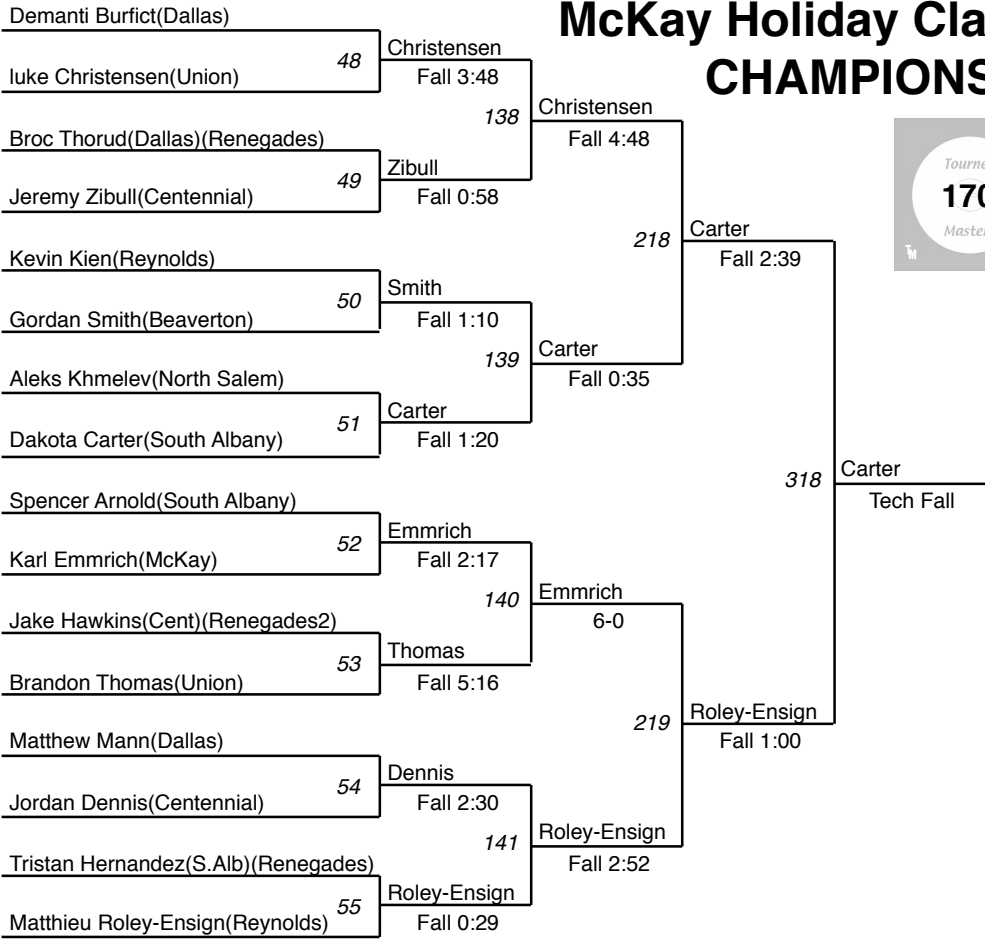 McKay Holiday Cla
CHAMPIONS
Tourne
170
Master
TM
Demanti Burfict(Dallas)
48
luke Christensen(Union)
Christensen
Fall 3:48
138
Broc Thorud(Dallas)(Renegades)
49
Jeremy Zibull(Centennial)
Zibull
Fall 0:58
Christensen
Fall 4:48
218
Kevin Kien(Reynolds)
50
Gordan Smith(Beaverton)
Smith
Fall 1:10
139
Aleks Khmelev(North Salem)
51
Dakota Carter(South Albany)
Carter
Fall 1:20
Carter
Fall 0:35
Carter
Fall 2:39
318
Spencer Arnold(South Albany)
52
Karl Emmrich(McKay)
Emmrich
Fall 2:17
140
Jake Hawkins(Cent)(Renegades2)
53
Brandon Thomas(Union)
Thomas
Fall 5:16
Emmrich
6-0
219
Matthew Mann(Dallas)
54
Jordan Dennis(Centennial)
Dennis
Fall 2:30
141
Tristan Hernandez(S.Alb)(Renegades)
55
Matthieu Roley-Ensign(Reynolds)
Roley-Ensign
Fall 0:29
Roley-Ensign
Fall 2:52
Roley-Ensign
Fall 1:00
Carter
Tech Fall